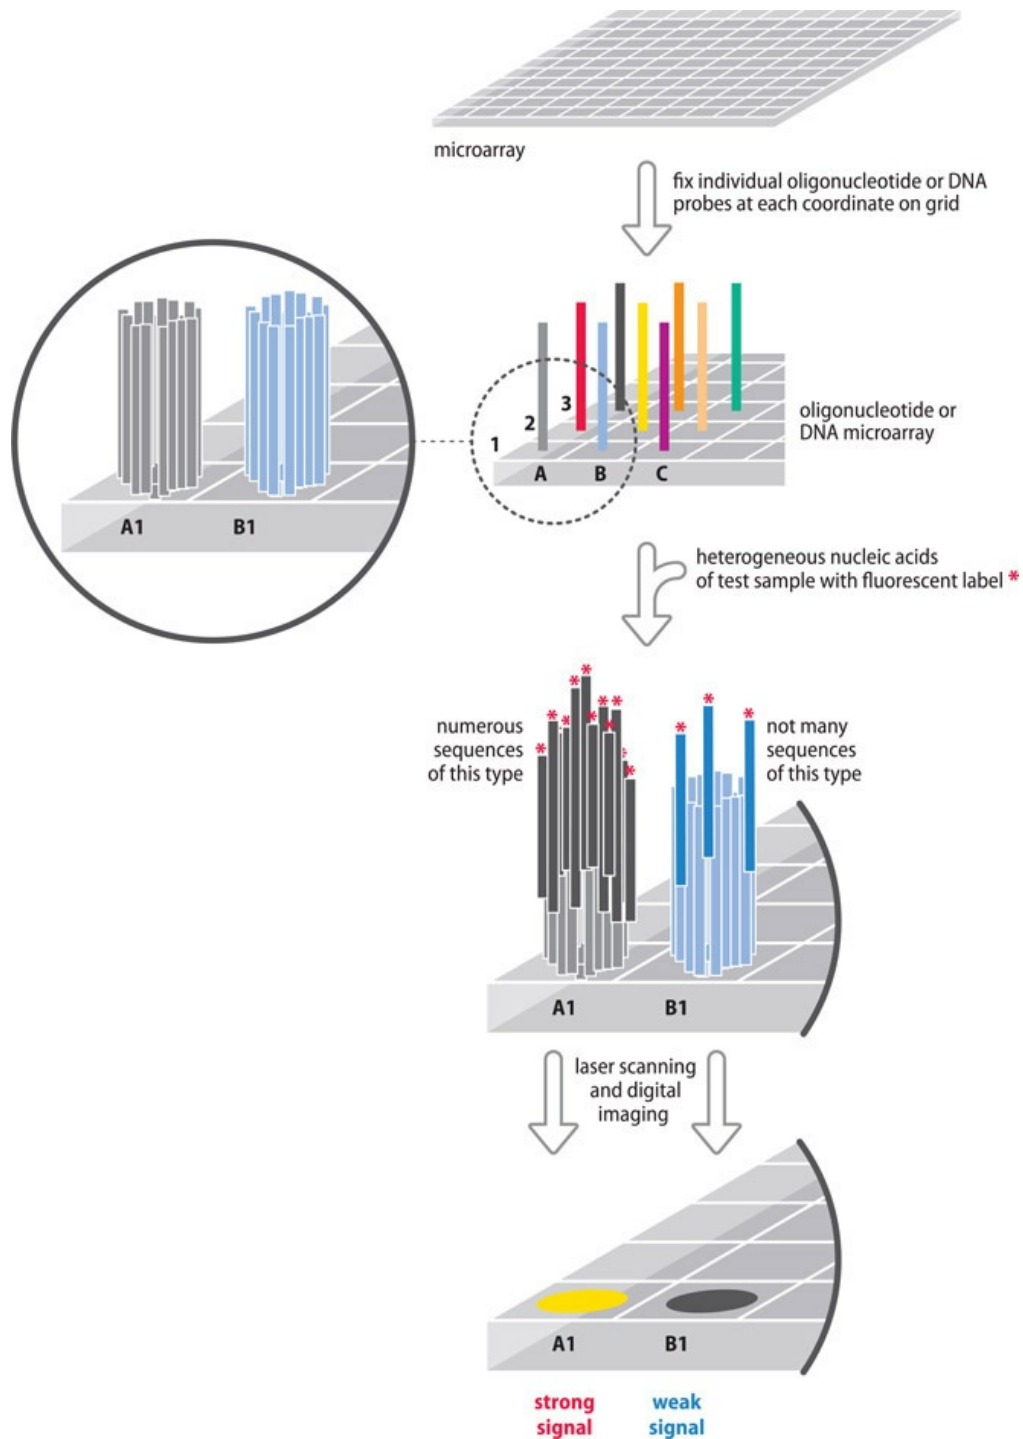 microarray
fix individual oligonucleotide or DNA
probes at each coordinate on grid
1
2
3
A
B
C
oligonucleotide or
DNA microarray
A1
B1
heterogeneous nucleic acids
of test sample with fluorescent label *
numerous
sequences
of this type
not many
sequences
of this type
A1
B1
laser scanning
and digital
imaging
A1
B1
strong
signal
weak
signal